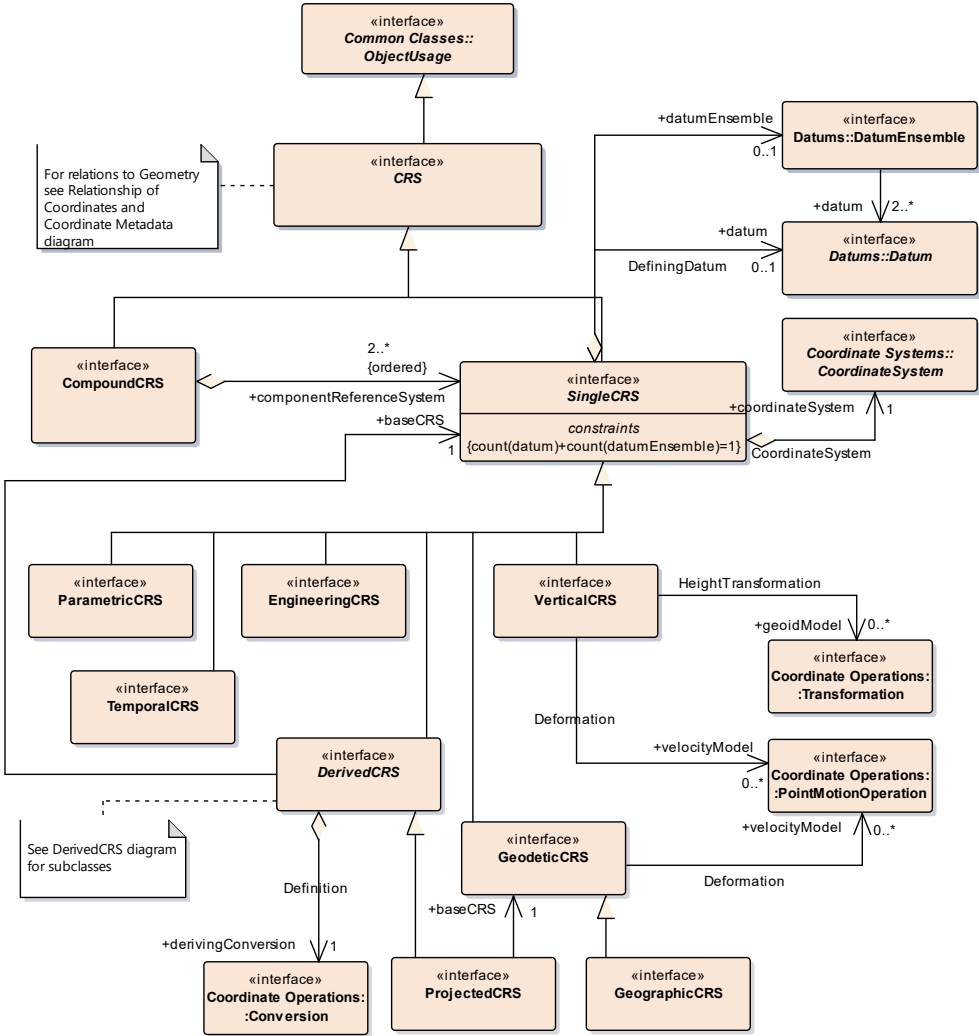 «interface»
Common Classes::
ObjectUsage
«interface»
CRS
For relations to Geometry
see Relationship of
Coordinates and
Coordinate Metadata
diagram
+datumEnsemble
0..1
«interface»
Datums::DatumEnsemble
+datum
2..*
+datum
DefiningDatum
0..1
«interface»
Datums::Datum
«interface»
CompoundCRS
2..*
{ordered}
+componentReferenceSystem
+baseCRS
1
«interface»
SingleCRS
constraints
{count(datum)+count(datumEnsemble)=1}
«interface»
Coordinate Systems::
CoordinateSystem
+coordinateSystem
1
CoordinateSystem
«interface»
ParametricCRS
«interface»
EngineeringCRS
«interface»
VerticalCRS
HeightTransformation
+geoidModel
0..*
«interface»
Coordinate Operations:
:Transformation
«interface»
TemporalCRS
Deformation
«interface»
DerivedCRS
+velocityModel
0..*
«interface»
Coordinate Operations:
:PointMotionOperation
+velocityModel
0..*
See DerivedCRS diagram
for subclasses
«interface»
GeodeticCRS
Deformation
Definition
+baseCRS
1
+derivingConversion
1
«interface»
Coordinate Operations:
:Conversion
«interface»
ProjectedCRS
«interface»
GeographicCRS